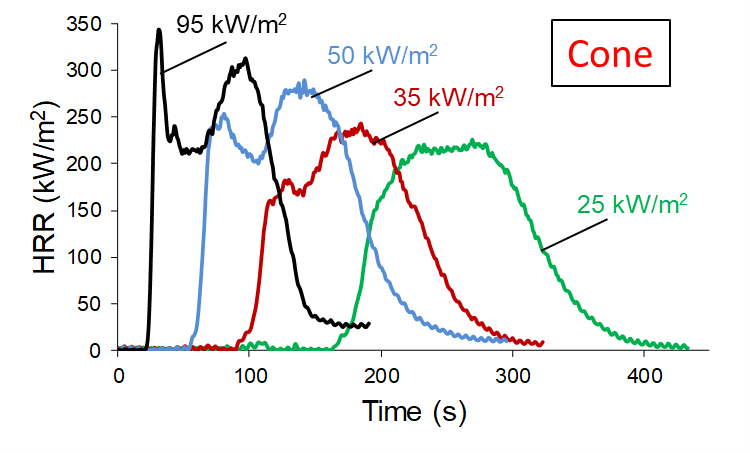 95 kW/m²
50 kW/m²
35 kW/m²
25 kW/m²
Cone
HRR (kW/m²)
350
300
250
200
150
100
50
0
0 100 200 300 400
Time (s)